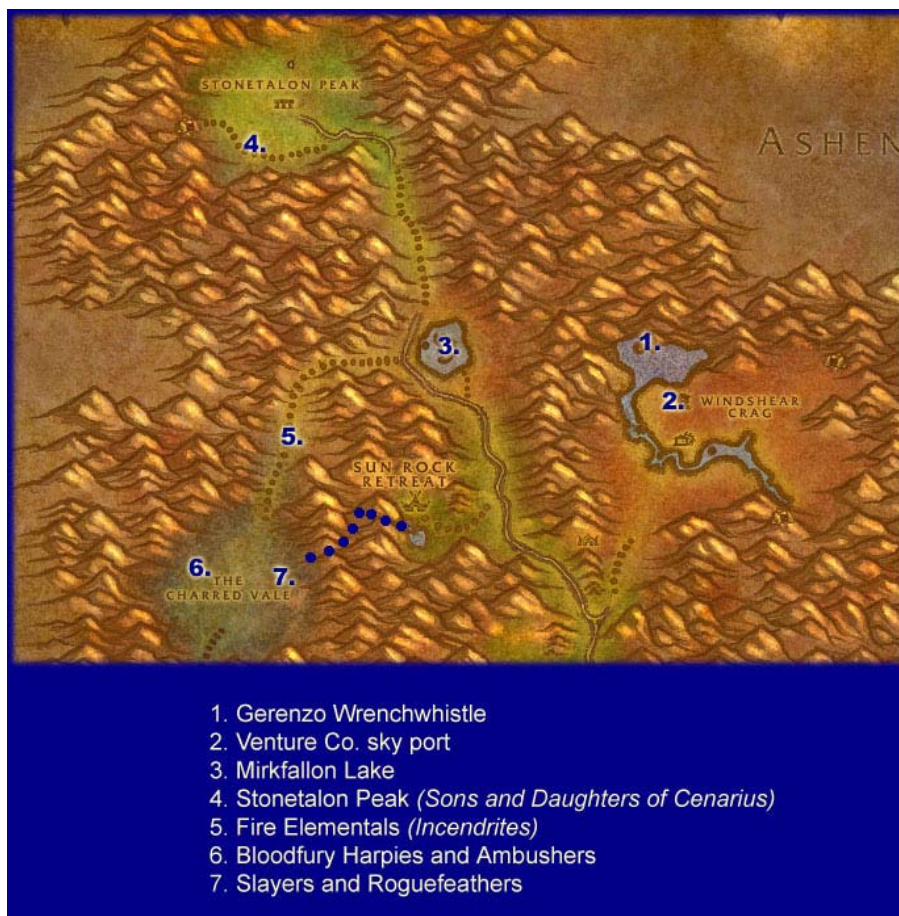 STONETALON PEAK
4.
ASHEN
3.
1.
2.
WINDSHEAR
CRAG
5.
SUN ROCK
RETREAT
6.
7.
THE
CHARRED VALE
1. Gerenzo Wrenchwhistle
2. Venture Co. sky port
3. Mirkfallon Lake
4. Stonetalon Peak (Sons and Daughters of Cenarius)
5. Fire Elementals (Incendrites)
6. Bloodfury Harpies and Ambushers
7. Slayers and Roguefeathers